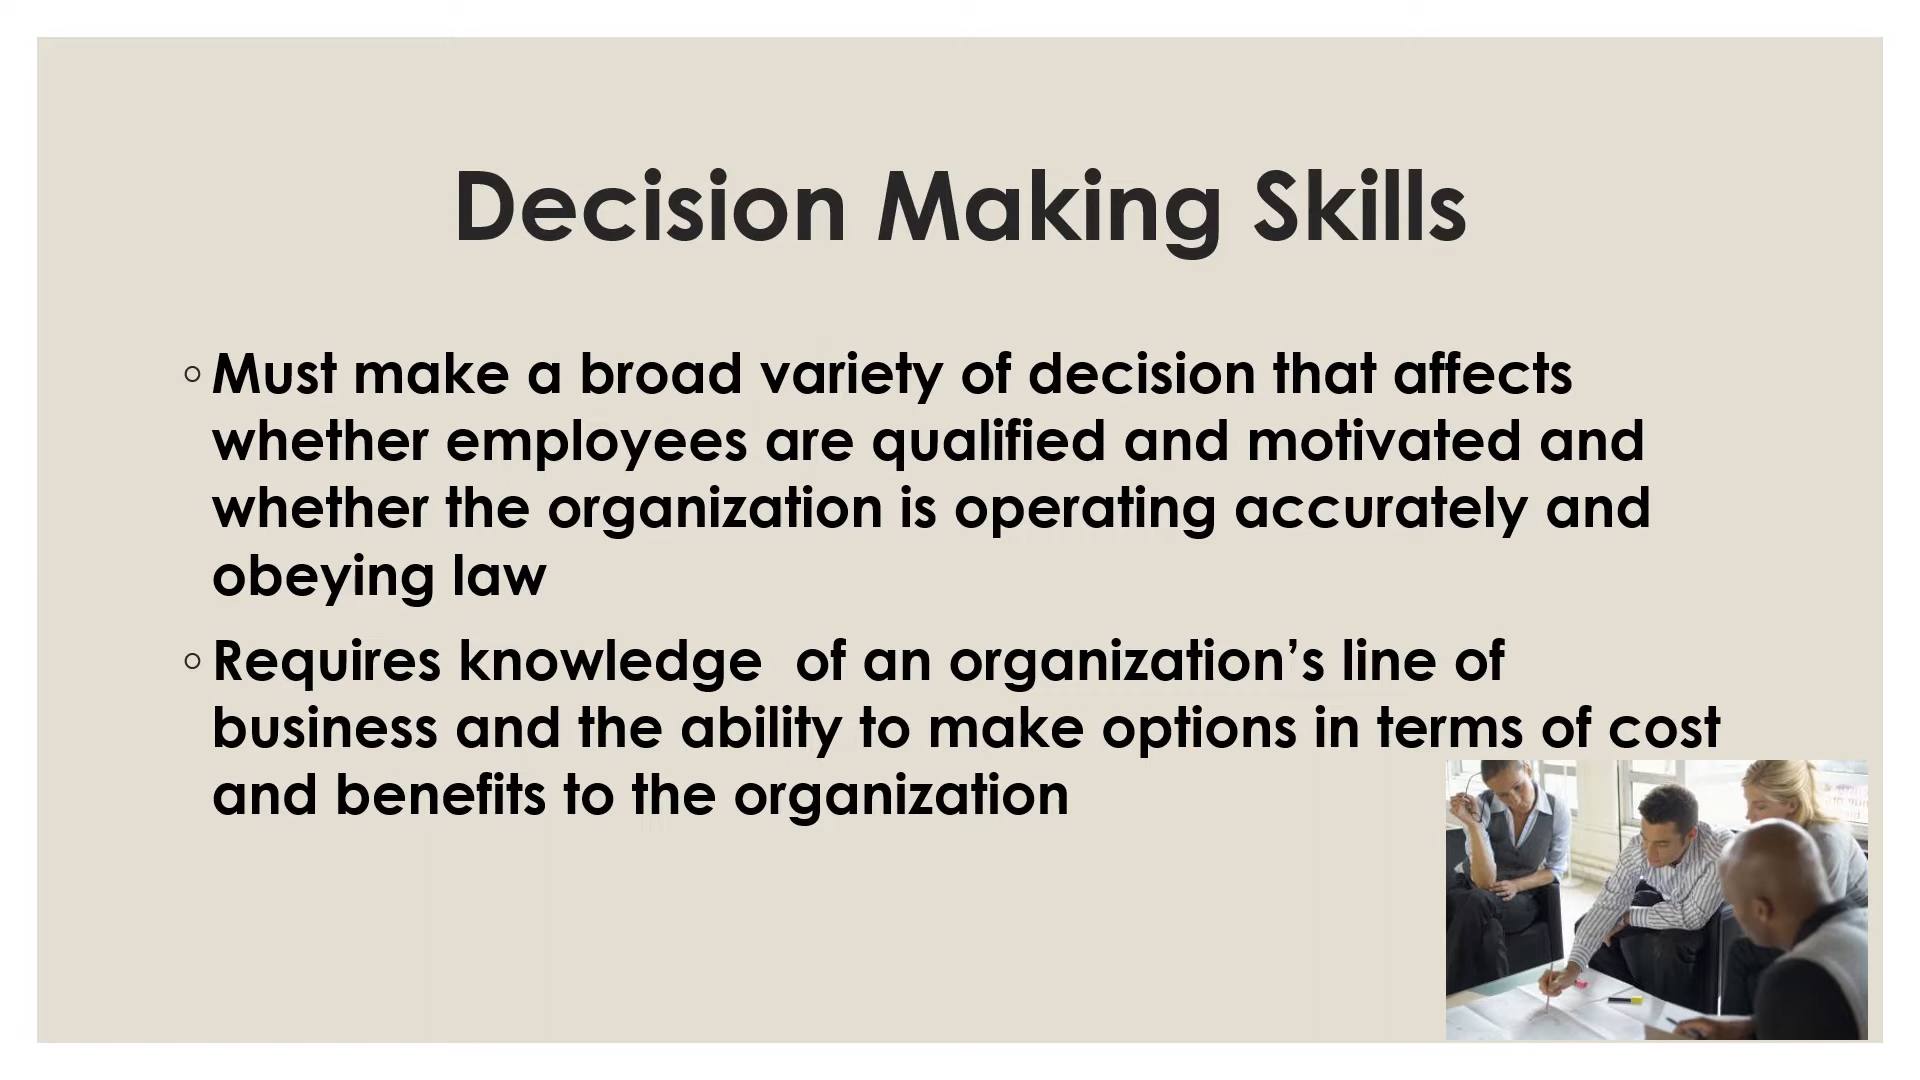 Decision Making Skills
◦ Must make a broad variety of decision that affects
whether employees are qualified and motivated and
whether the organization is operating accurately and
obeying law
◦ Requires knowledge  of an organization’s line of
business and the ability to make options in terms of cost
and benefits to the organization